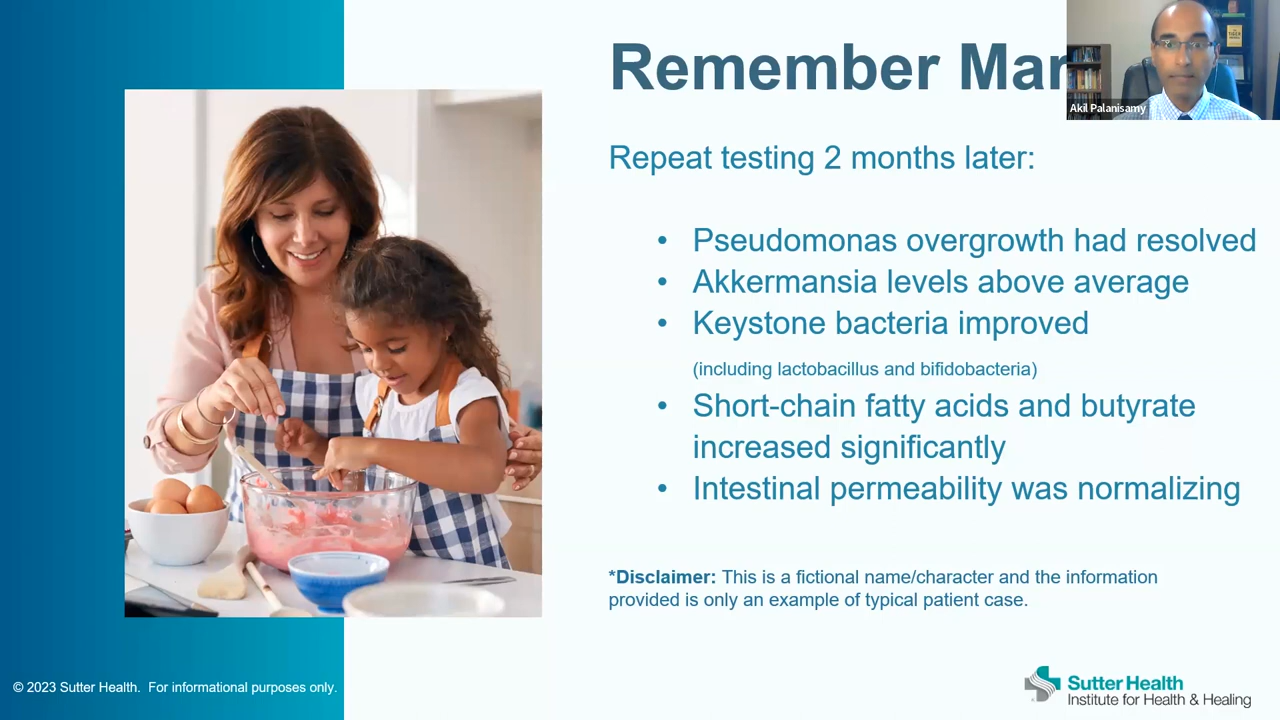 Remember
Akil Palanisamy
Repeat testing 2 months later:
• Pseudomonas overgrowth had resolved
• Akkermansia levels above average
• Keystone bacteria improved
(including lactobacillus and bifidobacteria)
• Short-chain fatty acids and butyrate
increased significantly
• Intestinal permeability was normalizing
*Disclaimer: This is a fictional name/character and the information
provided is only an example of typical patient case.
© 2023 Sutter Health. For informational purposes only.
Sutter Health
Institute for Health & Healing